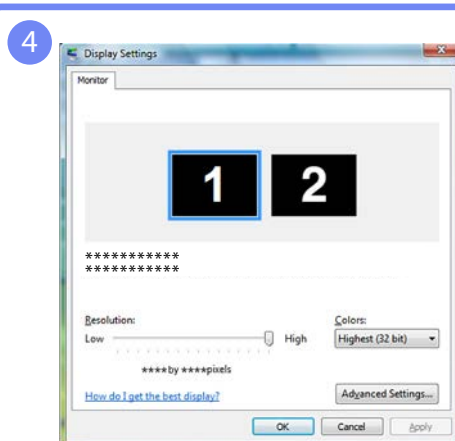 4
Display Settings
Monitor
1 2
***********
***********
Resolution: Colors:
Low High Highest (32 bit)
**** by ****pixels
How do I get the best display? Advanced Settings...
OK Cancel Apply